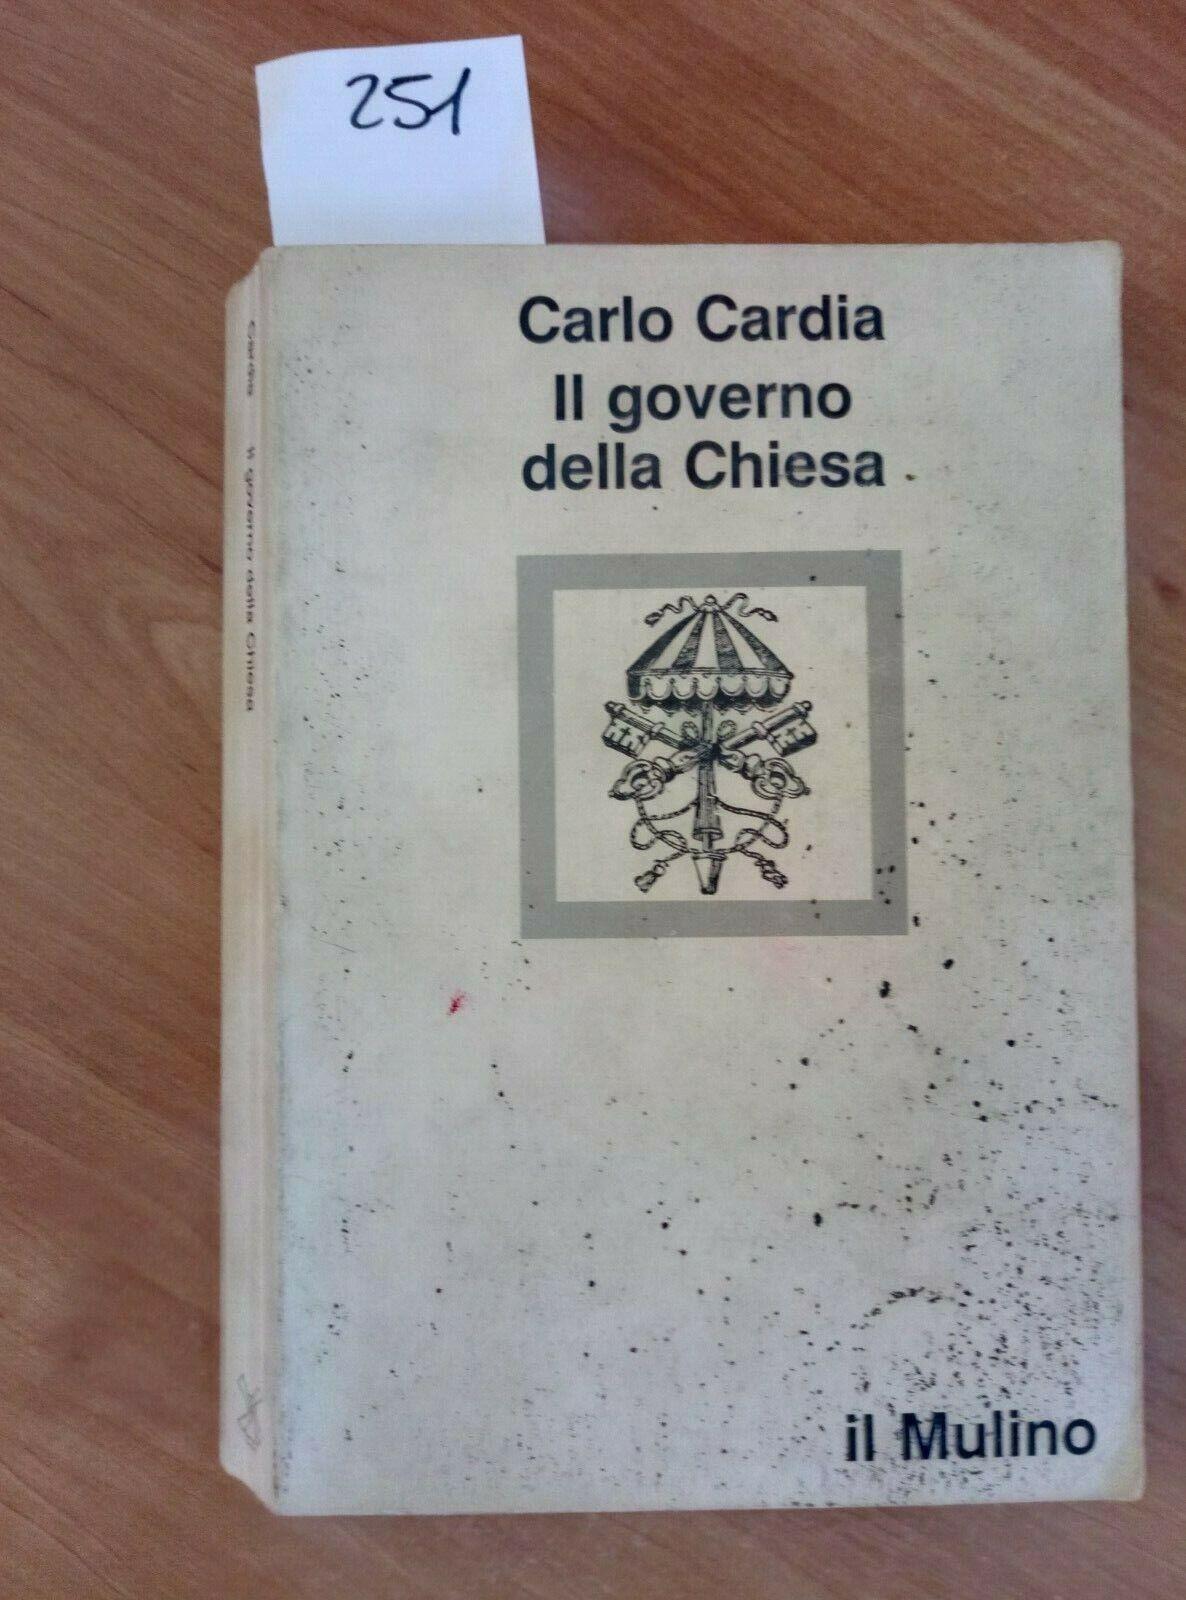 251
Carlo Cardia
Il governo
della Chiesa
il Mulino
Cardia Il governo della Chiesa